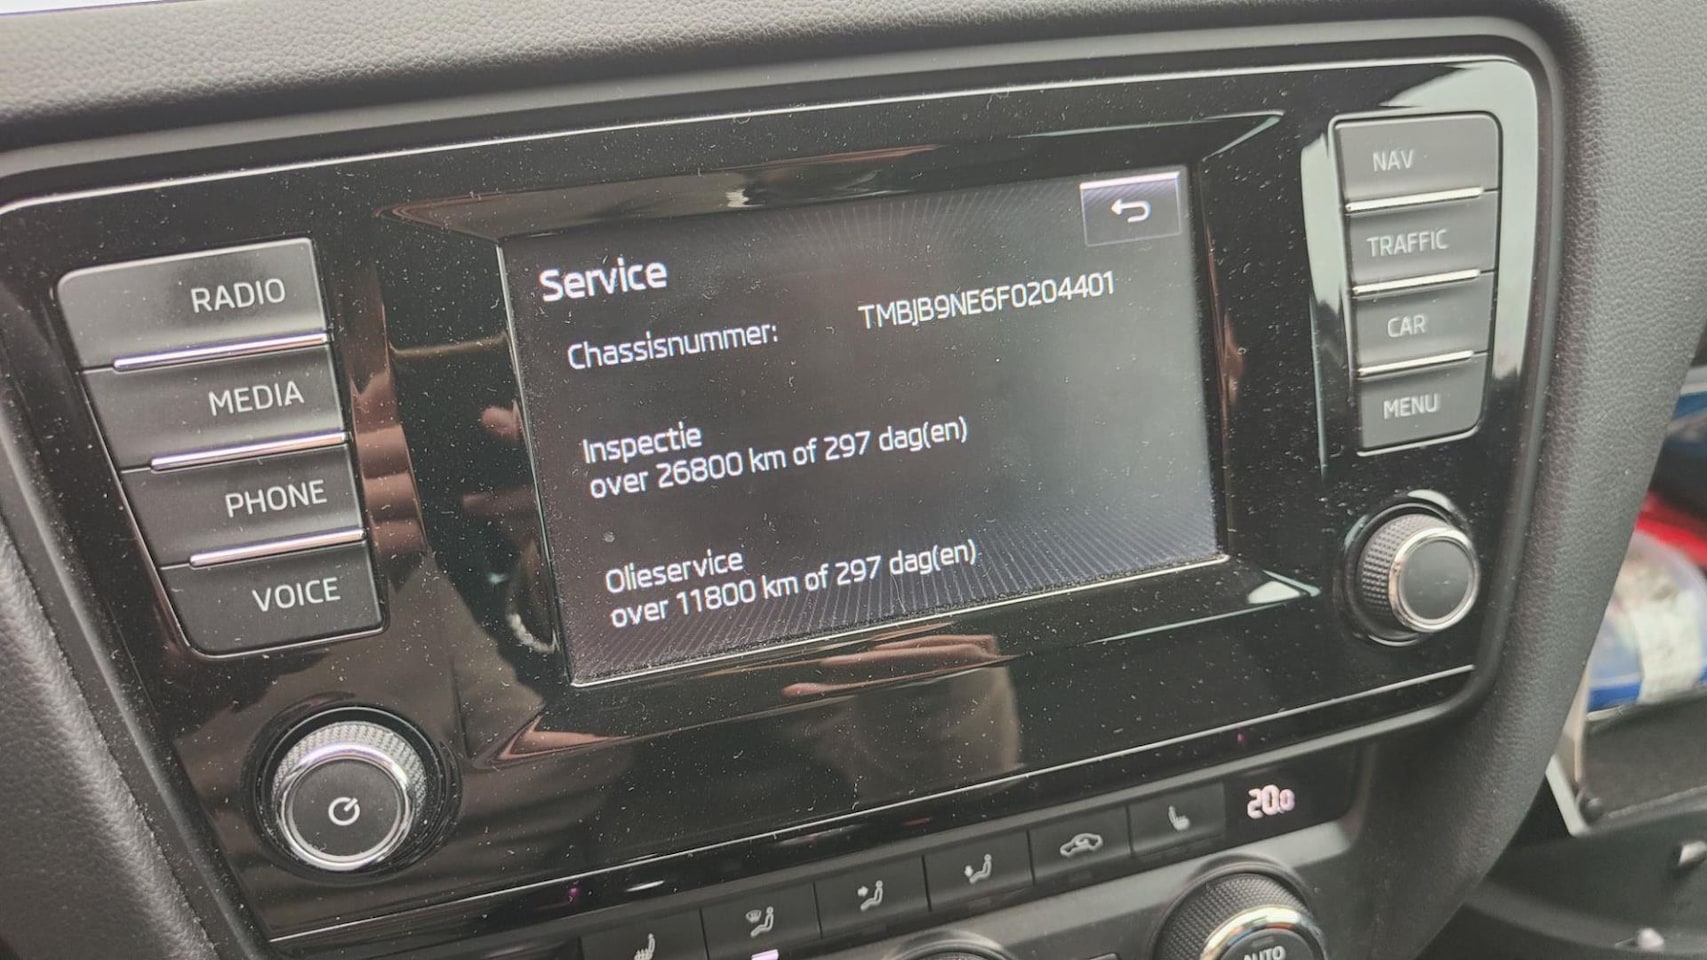 RADIO
MEDIA
PHONE
VOICE
Service
Chassisnummer: TMBJB9NE6F0204401
Inspectie
over 26800 km of 297 dag(en)
Olieservice
over 11800 km of 297 dag(en)
NAV
TRAFFIC
CAR
MENU
20.0
AUTO